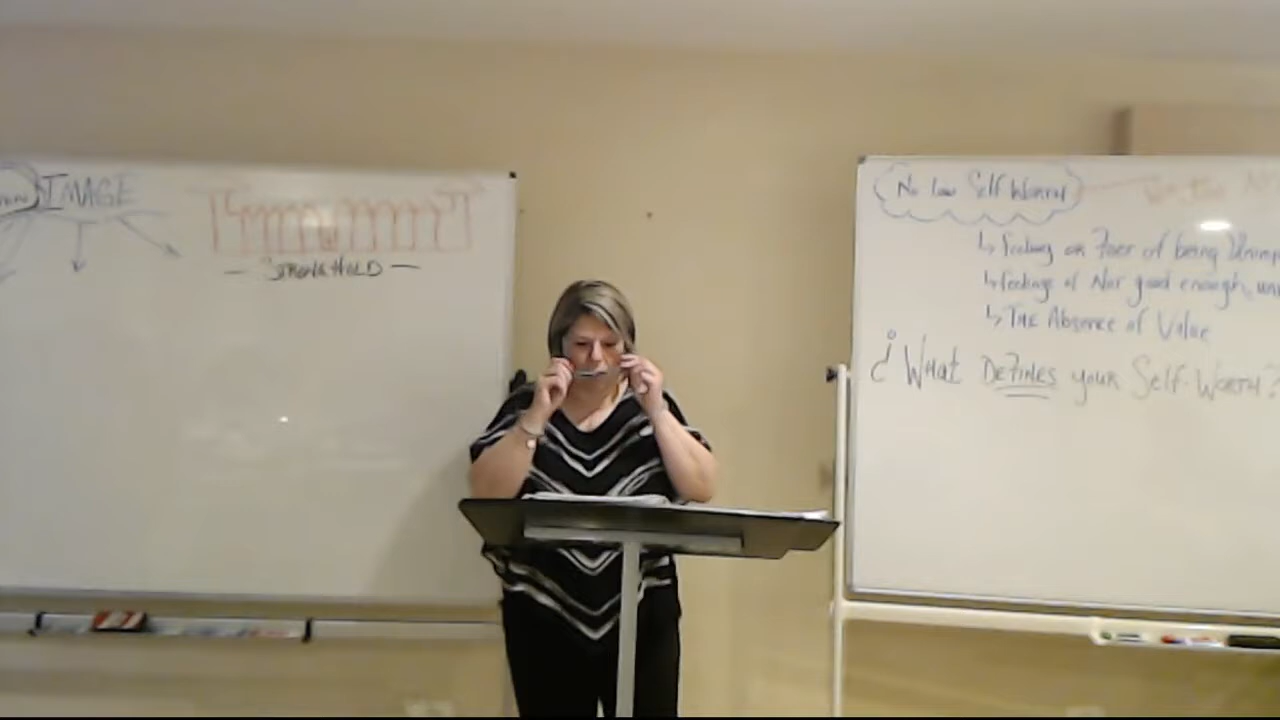 IMAGE
- STRONGHOLD -
No low Self Worth
↳ Feeling or Fear of being
↳ feelings of Not good enough,
↳ The Absence of Value
¿ What DeFINES your Self-Worth?